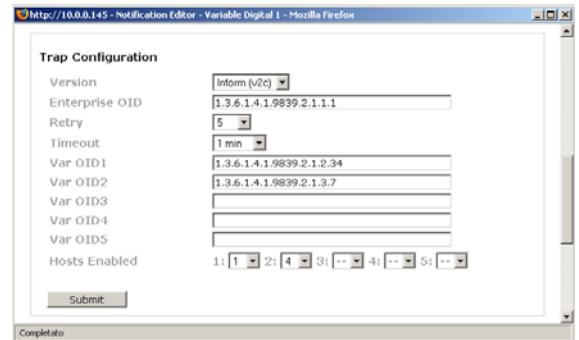 http://10.0.0.145 - Notification Editor - Variable Digital 1 - Mozilla Firefox
Trap Configuration
Version Inform (v2c)
Enterprise OID 1.3.6.1.4.1.9839.2.1.1.1
Retry 5
Timeout 1 min
Var OID1 1.3.6.1.4.1.9839.2.1.2.34
Var OID2 1.3.6.1.4.1.9839.2.1.3.7
Var OID3
Var OID4
Var OID5
Hosts Enabled 1: 1 2: 4 3: -- 4: -- 5: --
Submit
Completato